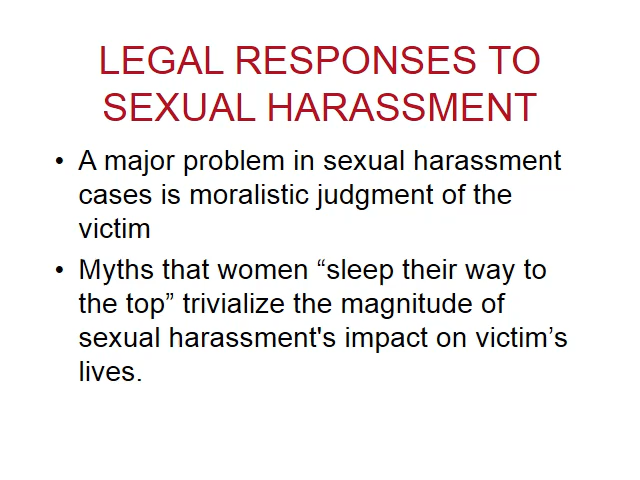 LEGAL RESPONSES TO
SEXUAL HARASSMENT
• A major problem in sexual harassment
cases is moralistic judgment of the
victim
• Myths that women “sleep their way to
the top” trivialize the magnitude of
sexual harassment's impact on victim’s
lives.